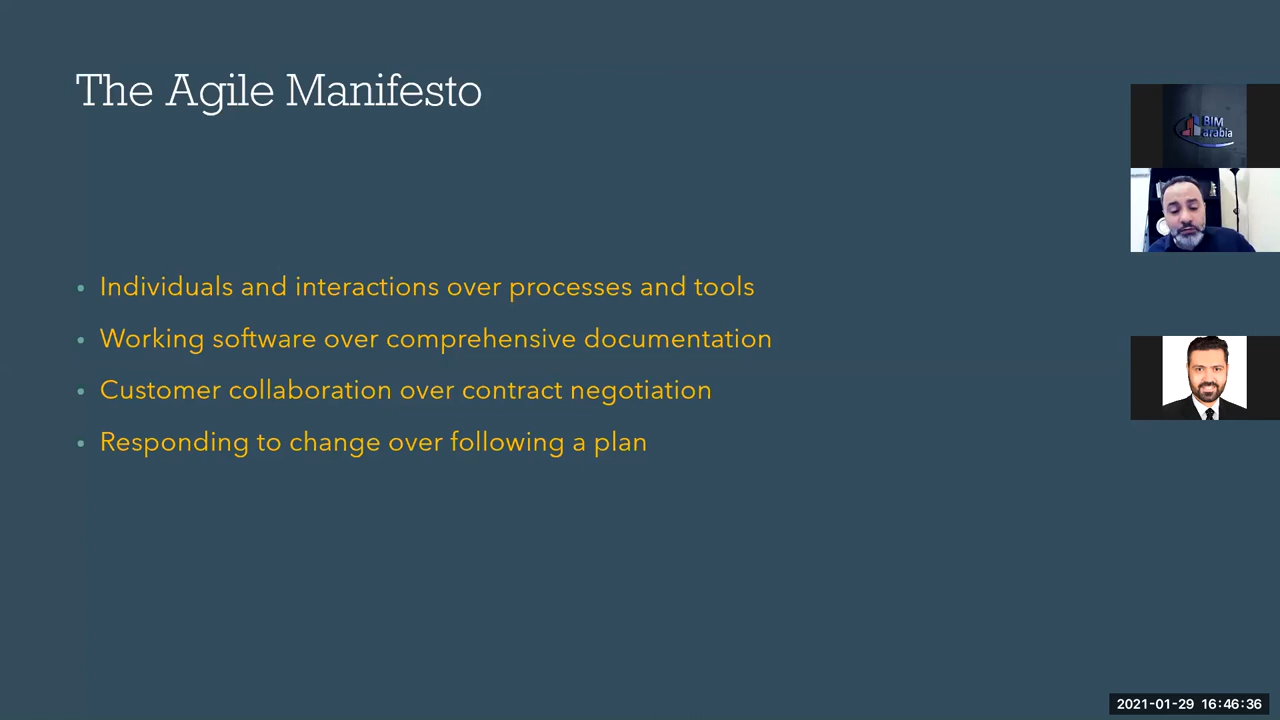 The Agile Manifesto
BIM
arabia
• Individuals and interactions over processes and tools
• Working software over comprehensive documentation
• Customer collaboration over contract negotiation
• Responding to change over following a plan
2021-01-29 16:46:36